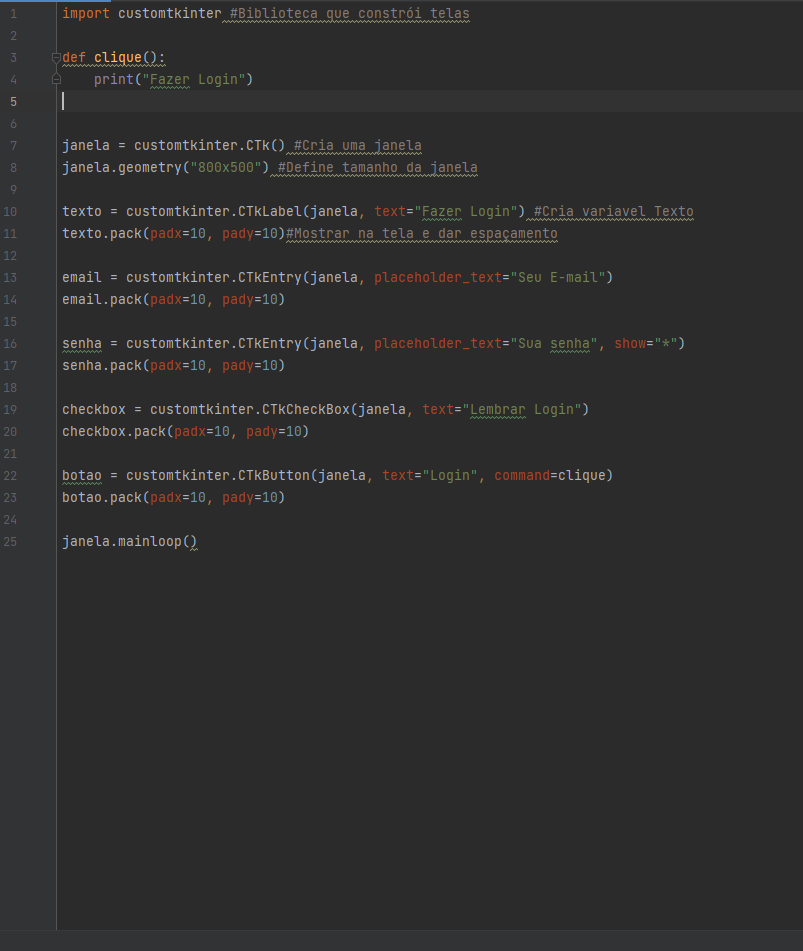 1 import customtkinter #Biblioteca que constrói telas
2
3 def clique():
4     print("Fazer Login")
5
6
7 janela = customtkinter.CTk() #Cria uma janela
8 janela.geometry("800x500") #Define tamanho da janela
9
10 texto = customtkinter.CTkLabel(janela, text="Fazer Login") #Cria variavel Texto
11 texto.pack(padx=10, pady=10)#Mostrar na tela e dar espaçamento
12
13 email = customtkinter.CTkEntry(janela, placeholder_text="Seu E-mail")
14 email.pack(padx=10, pady=10)
15
16 senha = customtkinter.CTkEntry(janela, placeholder_text="Sua senha", show="*")
17 senha.pack(padx=10, pady=10)
18
19 checkbox = customtkinter.CTkCheckBox(janela, text="Lembrar Login")
20 checkbox.pack(padx=10, pady=10)
21
22 botao = customtkinter.CTkButton(janela, text="Login", command=clique)
23 botao.pack(padx=10, pady=10)
24
25 janela.mainloop()